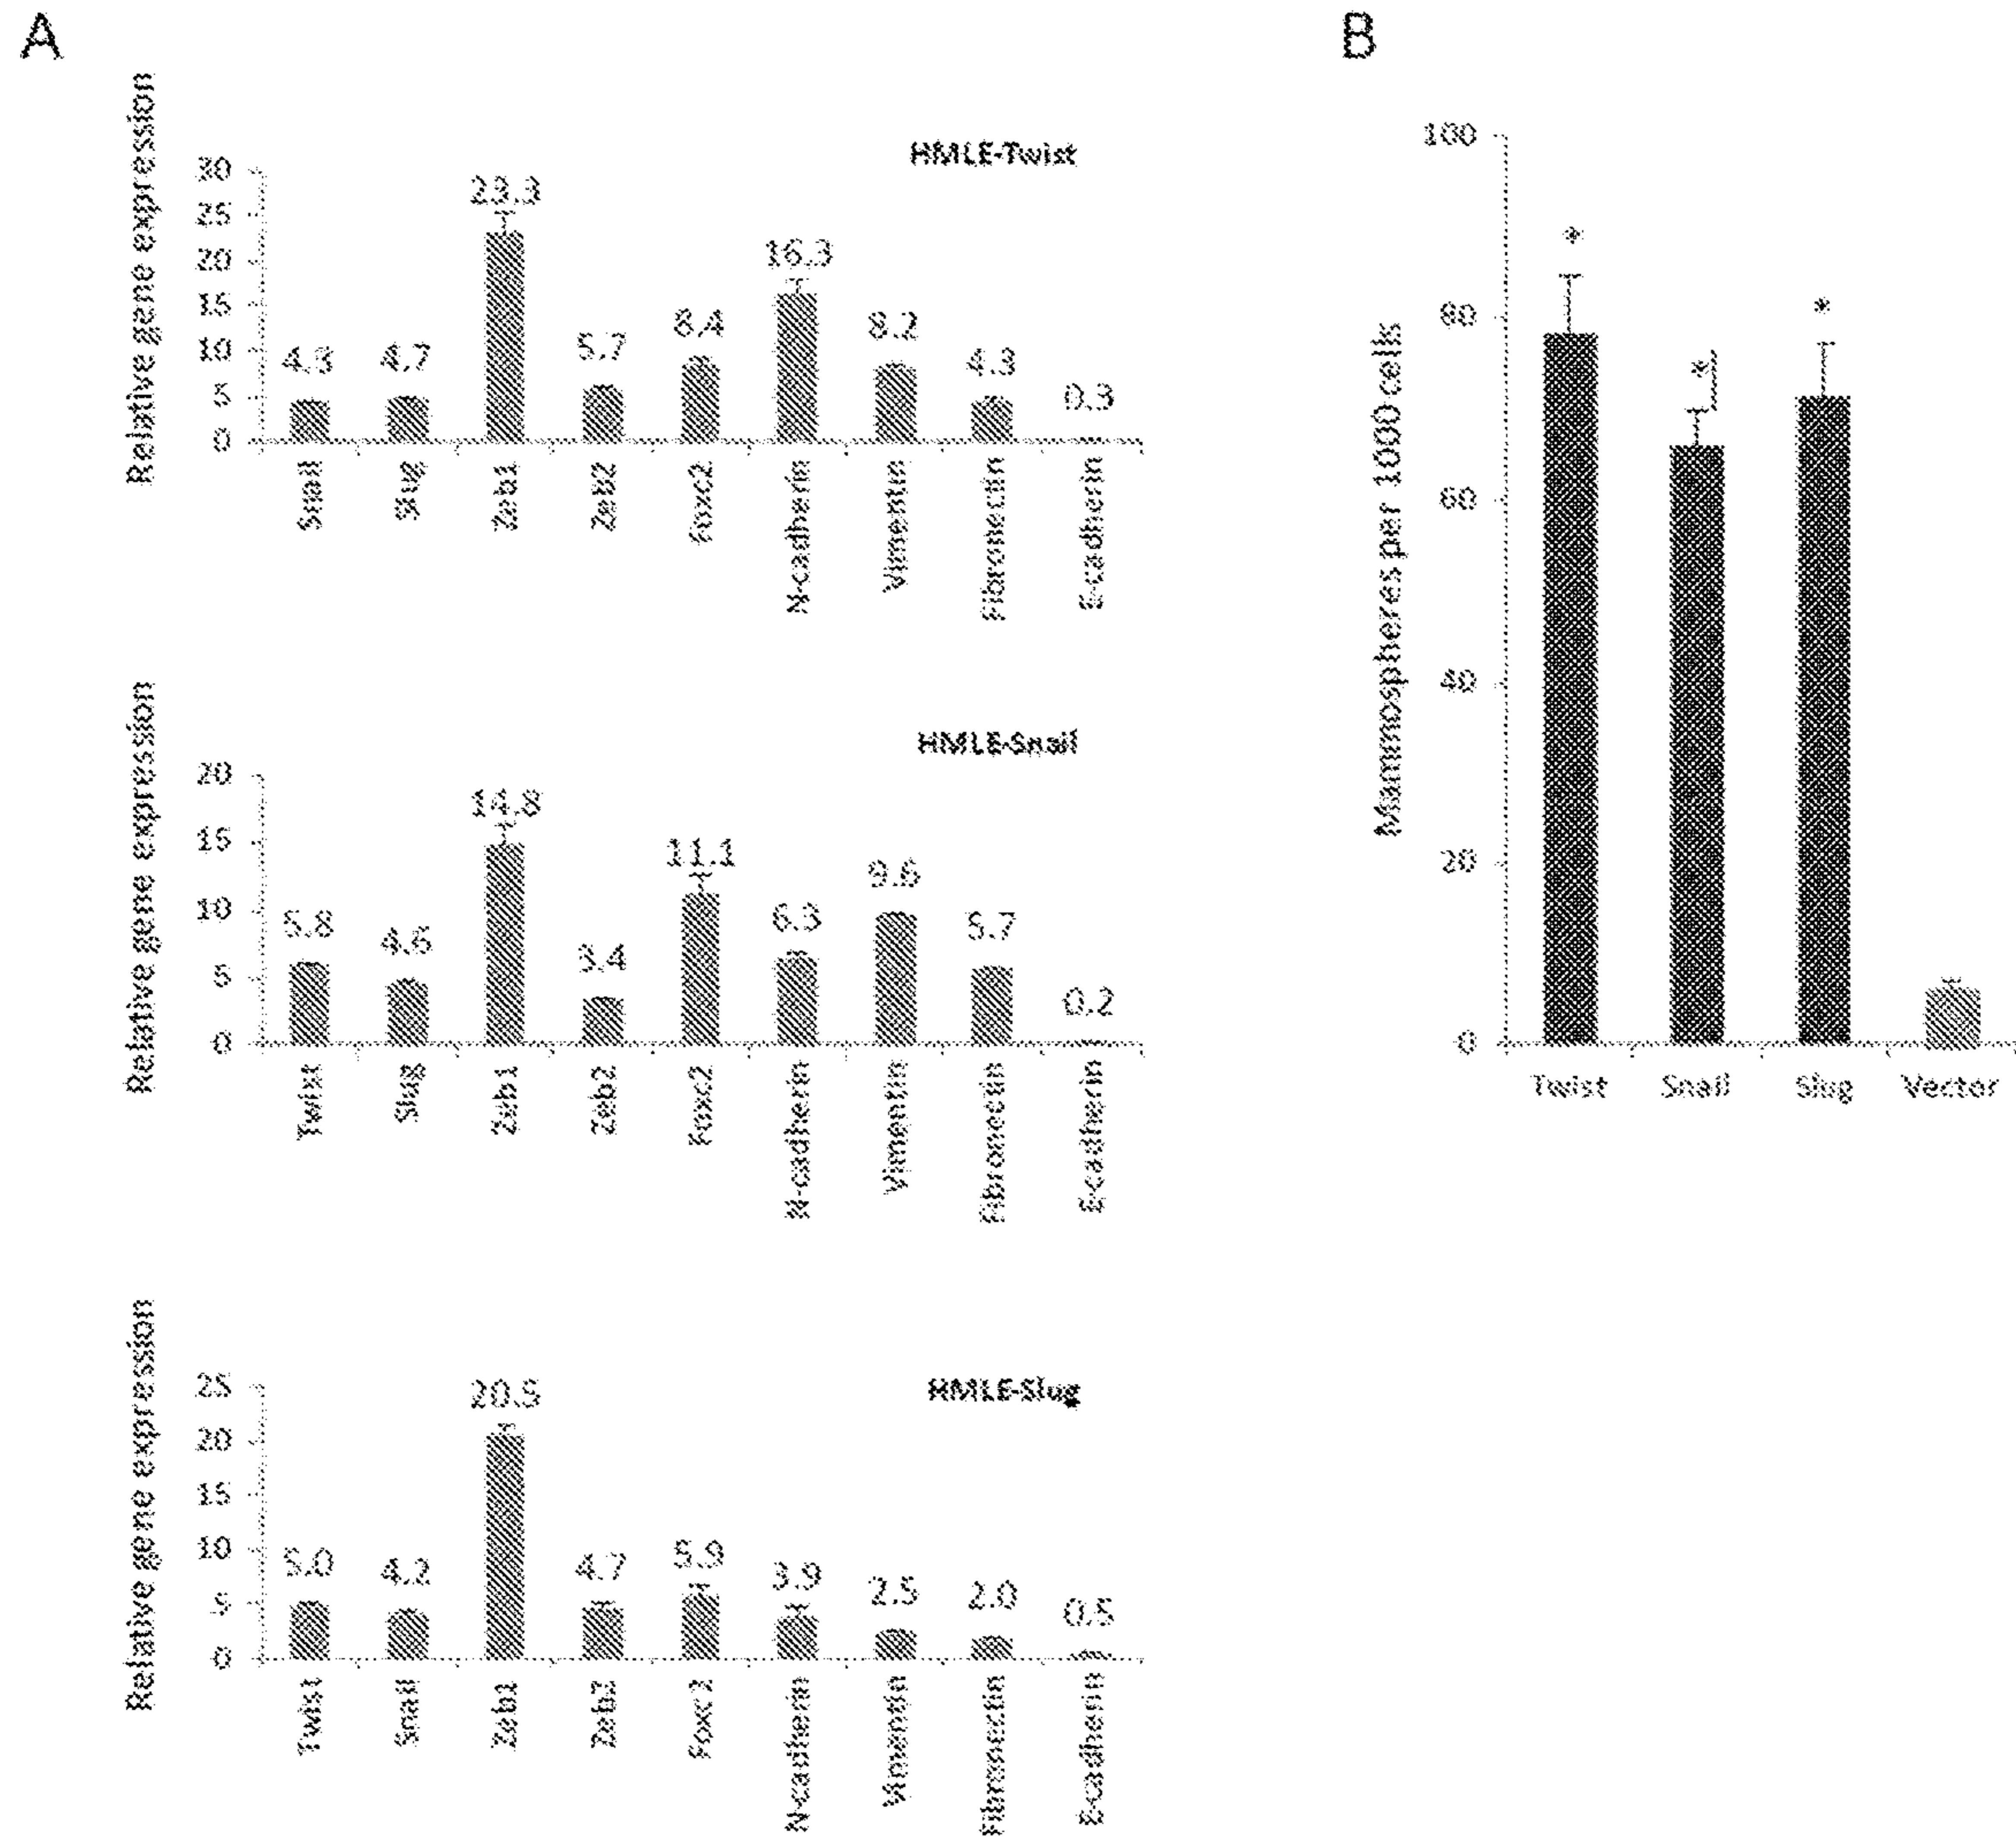 A
Relative gene expression
HMLE-Twist
30
25
20
15
10
5
0
4.3
4.7
23.3
5.7
8.4
16.3
8.2
4.3
0.3
Snail
Slug
Zeb1
Zeb2
Foxc2
N-cadherin
Vimentin
Fibronectin
E-cadherin
Relative gene expression
HMLE-Snail
20
15
10
5
0
5.8
4.6
14.8
3.4
11.1
6.3
9.6
5.7
0.2
Twist
Slug
Zeb1
Zeb2
Foxc2
N-cadherin
Vimentin
Fibronectin
E-cadherin
Relative gene expression
HMLE-Slug
25
20
15
10
5
0
5.0
4.2
20.5
4.7
5.9
3.9
2.5
2.0
0.5
Twist
Snail
Zeb1
Zeb2
Foxc2
N-cadherin
Vimentin
Fibronectin
E-cadherin
B
Mammospheres per 1000 cells
100
80
60
40
20
0
*
*
*
Twist
Snail
Slug
Vector